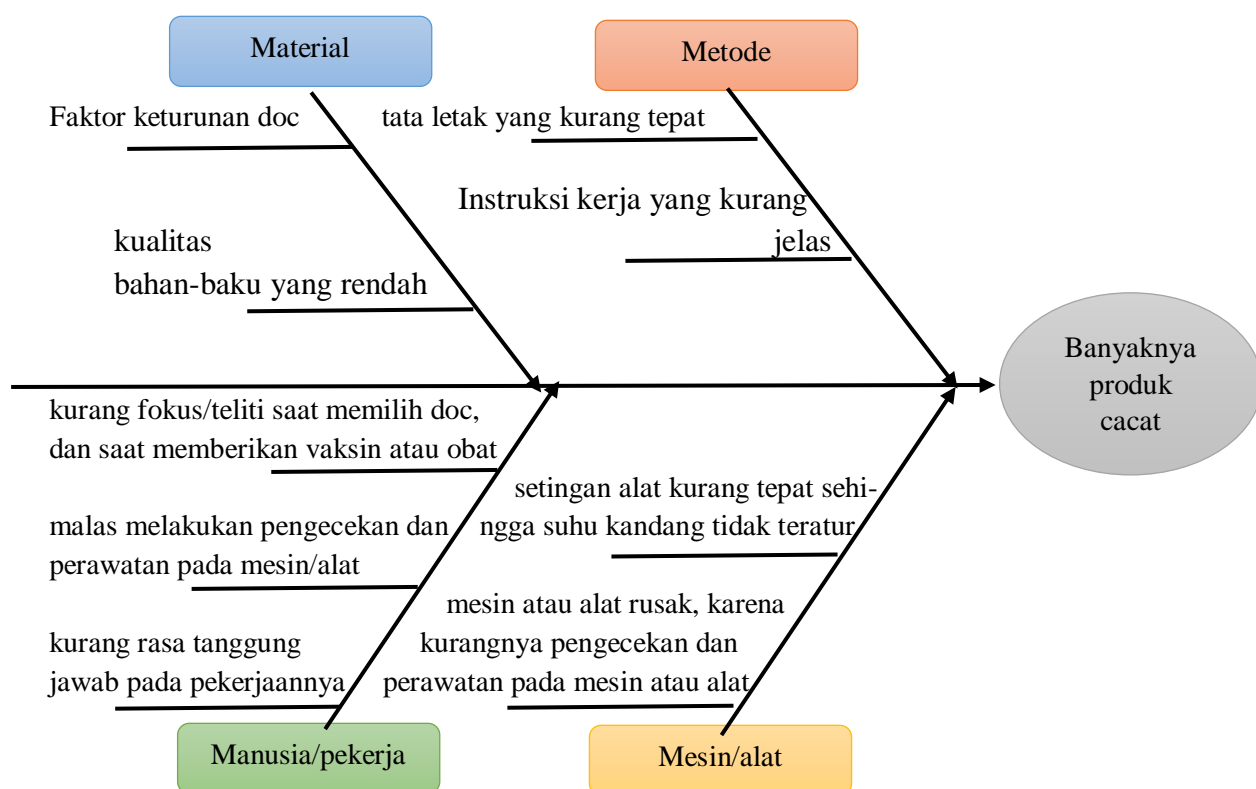 Material
Metode
Faktor keturunan doc
tata letak yang kurang tepat
Instruksi kerja yang kurang
jelas
kualitas
bahan-baku yang rendah
Banyaknya
produk
cacat
kurang fokus/teliti saat memilih doc,
dan saat memberikan vaksin atau obat
malas melakukan pengecekan dan
perawatan pada mesin/alat
kurang rasa tanggung
jawab pada pekerjaannya
setingan alat kurang tepat sehi-
ngga suhu kandang tidak teratur
mesin atau alat rusak, karena
kurangnya pengecekan dan
perawatan pada mesin atau alat
Manusia/pekerja
Mesin/alat